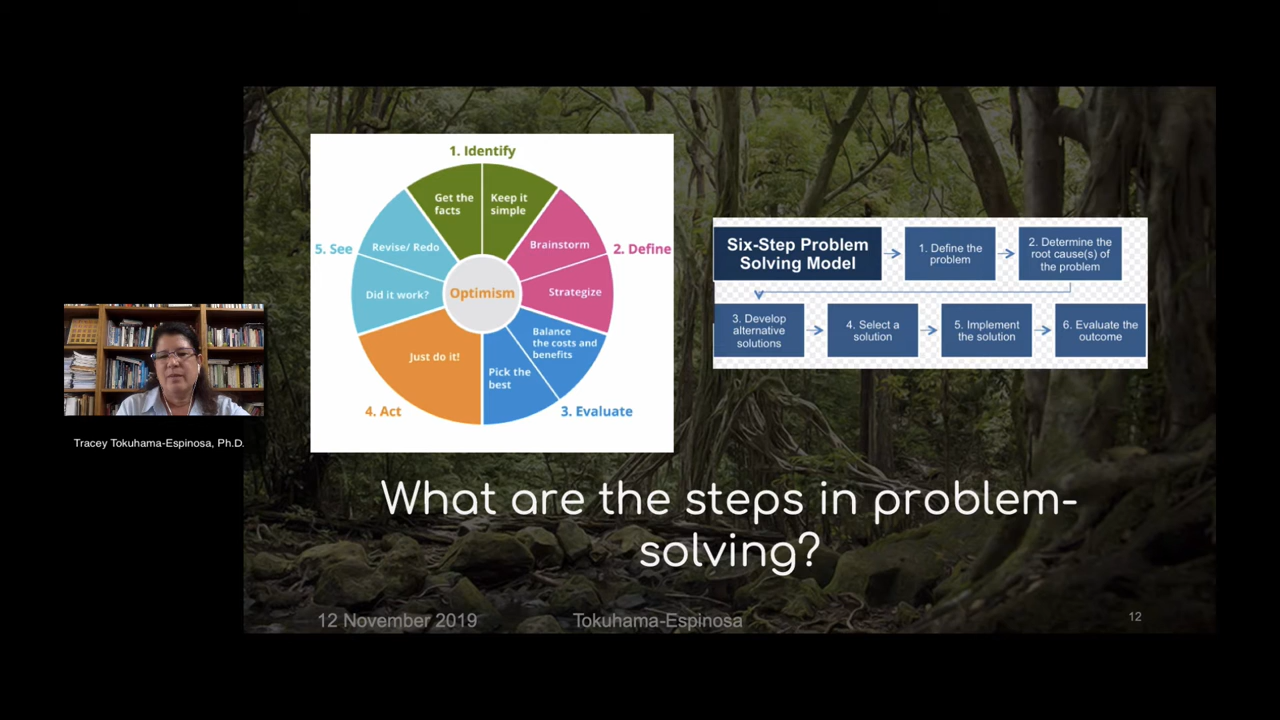 1. Identify
Get the
facts
Keep it
simple
Brainstorm
2. Define
Strategize
Balance
the costs and
benefits
Pick the
best
3. Evaluate
Just do it!
4. Act
Did it work?
Revise/ Redo
5. See
Optimism
Six-Step Problem
Solving Model
1. Define the
problem
2. Determine the
root cause(s) of
the problem
3. Develop
alternative
solutions
4. Select a
solution
5. Implement
the solution
6. Evaluate the
outcome
Tracey Tokuhama-Espinosa, Ph.D.
What are the steps in problem-
solving?
12 November 2019
Tokuhama-Espinosa
12